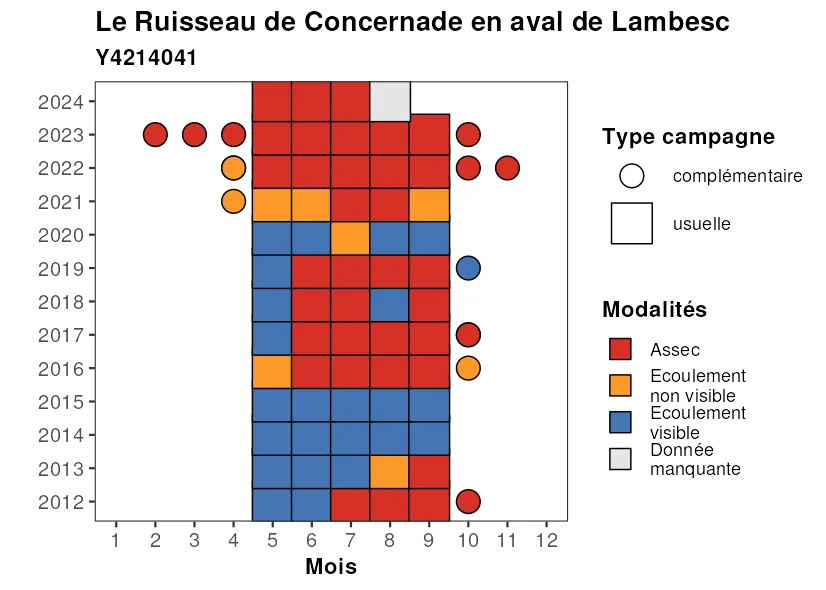 Le Ruisseau de Concernade en aval de Lambesc
Y4214041
2024
2023
2022
2021
2020
2019
2018
2017
2016
2015
2014
2013
2012
1 2 3 4 5 6 7 8 9 10 11 12
Mois
Type campagne
complémentaire
usuelle
Modalités
Assec
Ecoulement
non visible
Ecoulement
visible
Donnée
manquante